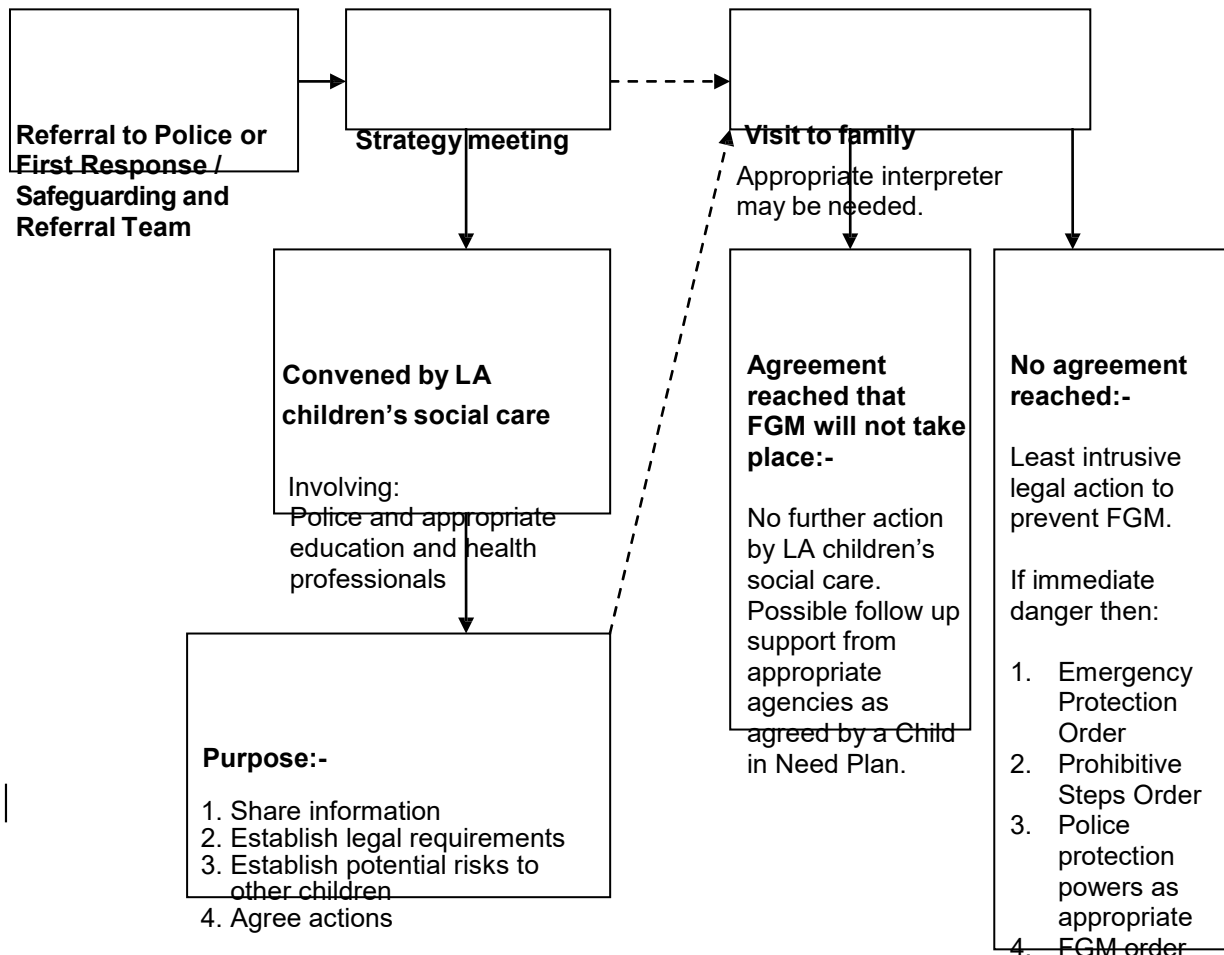 Referral to Police or
First Response /
Safeguarding and
Referral Team
Strategy meeting
Visit to family
Appropriate interpreter
may be needed.
Convened by LA
children’s social care
Involving:
Police and appropriate
education and health
professionals
Purpose:-
1. Share information
2. Establish legal requirements
3. Establish potential risks to
other children
4. Agree actions
Agreement
reached that
FGM will not take
place:-
No further action
by LA children’s
social care.
Possible follow up
support from
appropriate
agencies as
agreed by a Child
in Need Plan.
No agreement
reached:-
Least intrusive
legal action to
prevent FGM.
If immediate
danger then:
1. Emergency
Protection
Order
2. Prohibitive
Steps Order
3. Police
protection
powers as
appropriate
4. FGM order